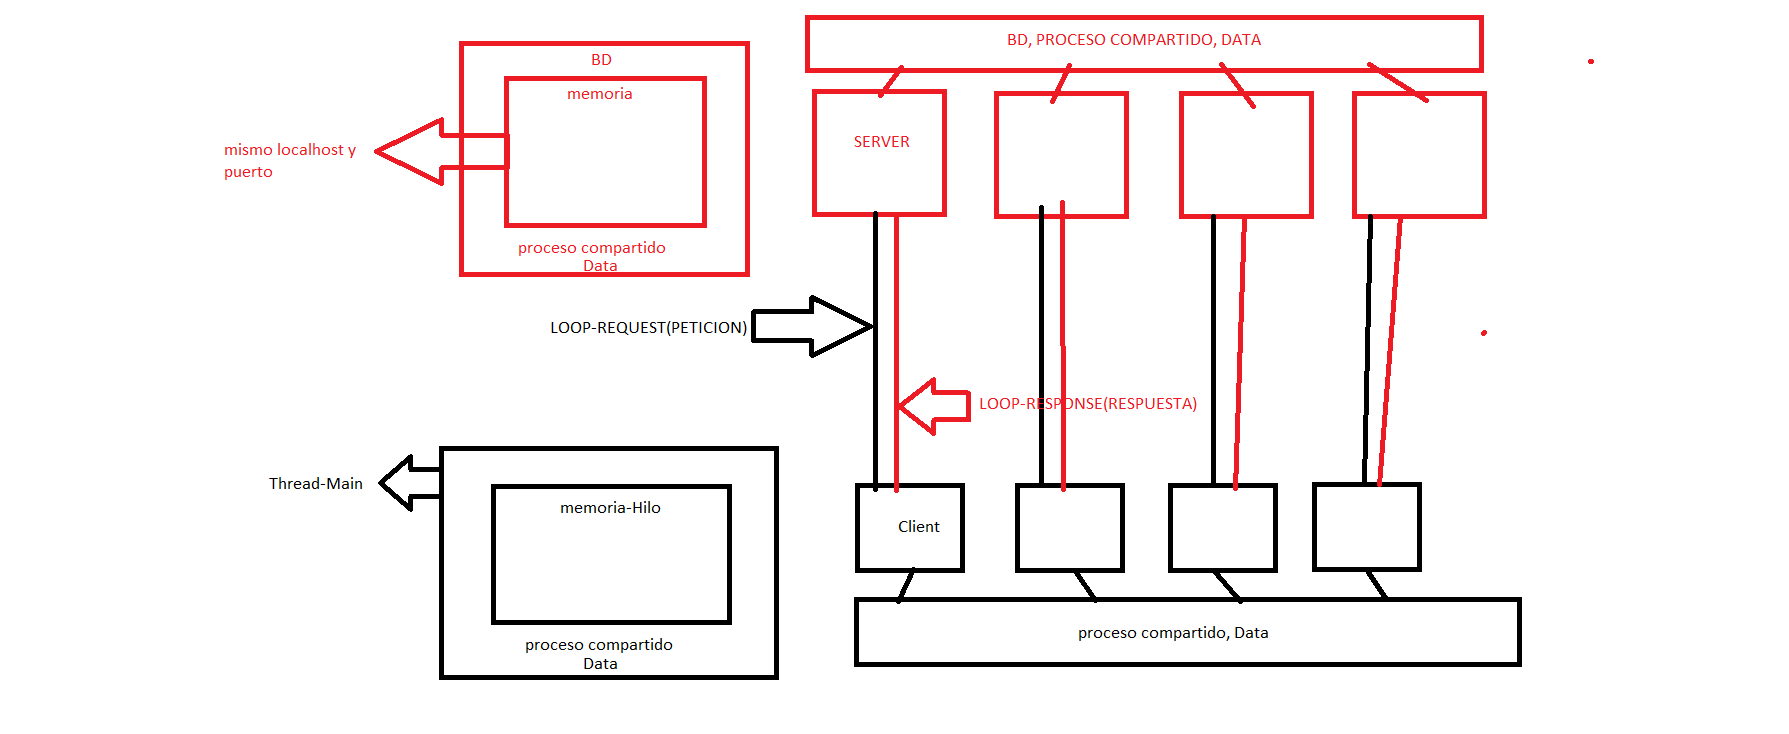 BD, PROCESO COMPARTIDO, DATA
BD
memoria
SERVER
mismo localhost y
puerto
proceso compartido
Data
LOOP-REQUEST(PETICION)
LOOP-RESPONSE(RESPUESTA)
Thread-Main
memoria-Hilo
Client
proceso compartido
Data
proceso compartido, Data